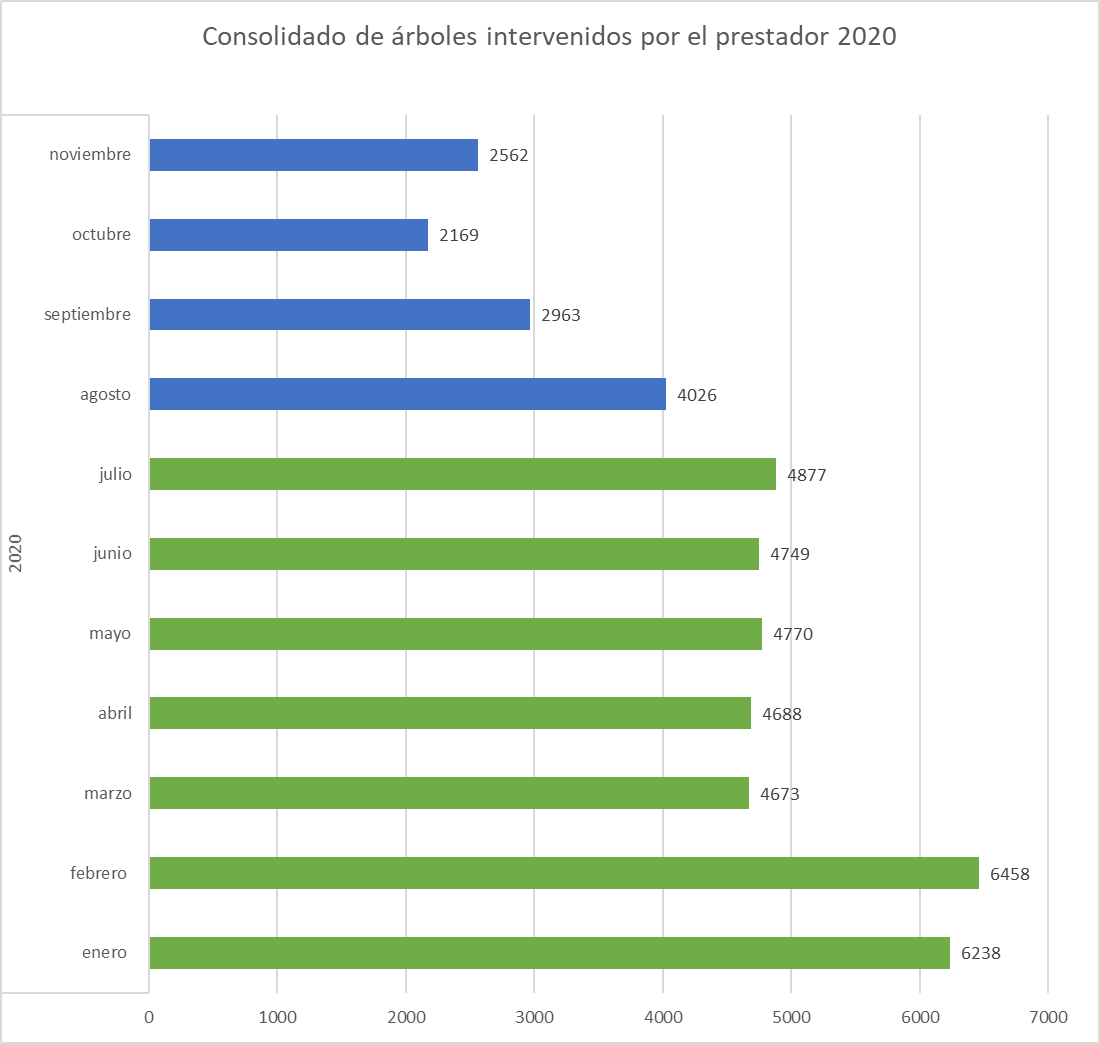 Consolidado de árboles intervenidos por el prestador 2020
noviembre 2562
octubre 2169
septiembre 2963
agosto 4026
julio 4877
junio 4749
mayo 4770
abril 4688
marzo 4673
febrero 6458
enero 6238
2020
0 1000 2000 3000 4000 5000 6000 7000